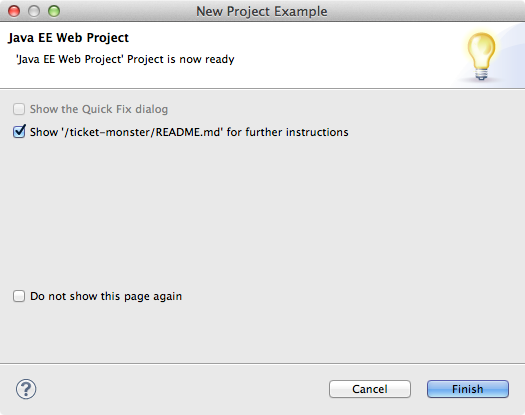 New Project Example
Java EE Web Project
'Java EE Web Project' Project is now ready
Show the Quick Fix dialog
Show '/ticket-monster/README.md' for further instructions
Do not show this page again
?
Cancel
Finish